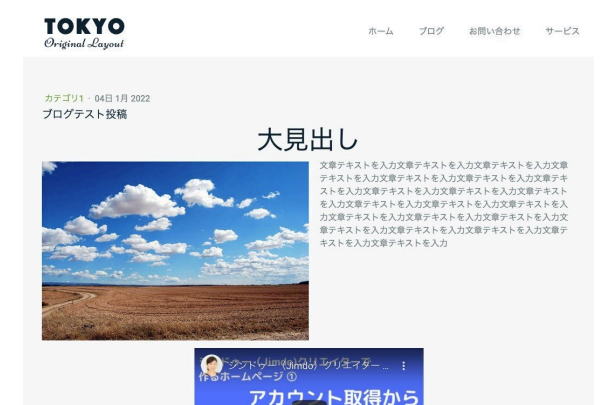 TOKYO
Original Layout
ホーム ブログ お問い合わせ サービス
カテゴリ1 · 04日 1月 2022
ブログテスト投稿
大見出し
文章テキストを入力文章テキストを入力文章テキストを入力文章
テキストを入力文章テキストを入力文章テキストを入力文章テキ
ストを入力文章テキストを入力文章テキストを入力文章テキスト
を入力文章テキストを入力文章テキストを入力文章テキストを入
力文章テキストを入力文章テキストを入力文章テキストを入力文
章テキストを入力文章テキストを入力文章テキストを入力文章テ
キストを入力文章テキストを入力
ジンドゥー（Jimdo）クリエイター ...
作るホームページ ①
アカウント取得から